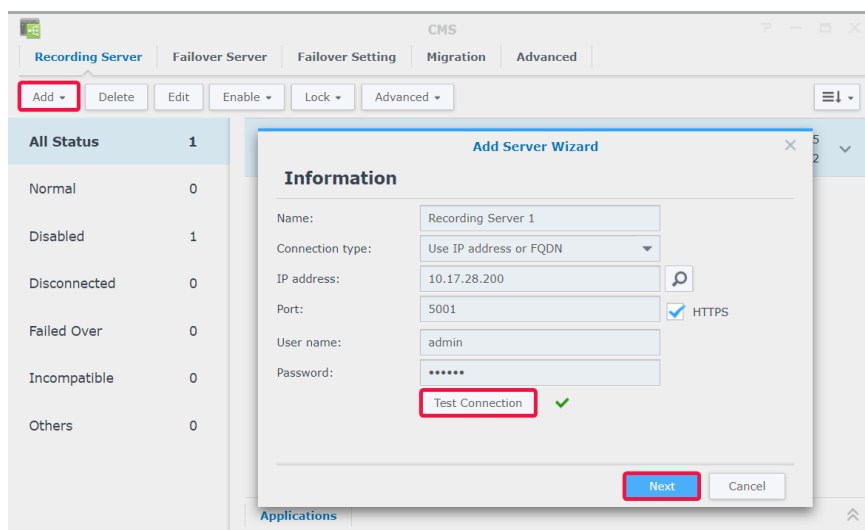 CMS
Recording Server Failover Server Failover Setting Migration Advanced
Add Delete Edit Enable Lock Advanced
All Status 1
Normal 0
Disabled 1
Disconnected 0
Failed Over 0
Incompatible 0
Others 0
5
2
Add Server Wizard
Information
Name: Recording Server 1
Connection type: Use IP address or FQDN
IP address: 10.17.28.200
Port: 5001 HTTPS
User name: admin
Password: ••••••
Test Connection
Next Cancel
Applications